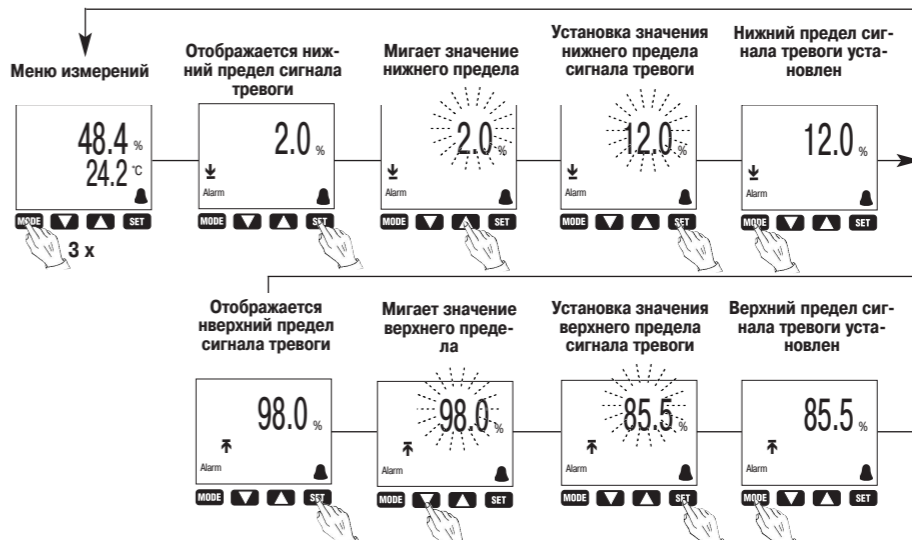 Меню измерений
Отображается ниж-
ний предел сигнала
тревоги
Мигает значение
нижнего предела
Установка значения
нижнего предела
сигнала тревоги
Нижний предел сиг-
нала тревоги уста-
новлен
48.4 %
24.2 °C
MODE SET
3 x
2.0 %
Alarm
MODE SET
2.0 %
Alarm
MODE SET
12.0 %
Alarm
MODE SET
12.0 %
Alarm
MODE SET
Отображается
нверхний предел
сигнала тревоги
Мигает значение
верхнего преде-
ла
Установка значения
верхнего предела
сигнала тревоги
Верхний предел сиг-
нала тревоги уста-
новлен
98.0 %
Alarm
MODE SET
98.0 %
Alarm
MODE SET
85.5 %
Alarm
MODE SET
85.5 %
Alarm
MODE SET